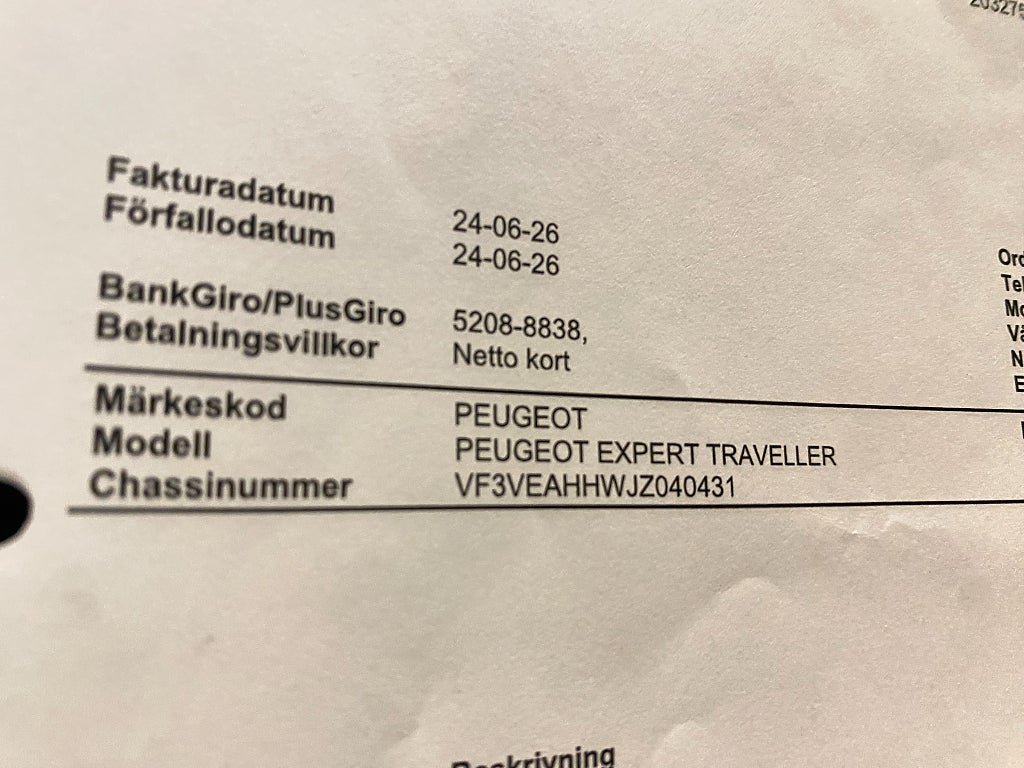 Fakturadatum 24-06-26
Förfallodatum 24-06-26
BankGiro/PlusGiro 5208-8838,
Betalningsvillkor Netto kort
Märkeskod PEUGEOT
Modell PEUGEOT EXPERT TRAVELLER
Chassinummer VF3VEAHHWJZ040431
Beskrivning